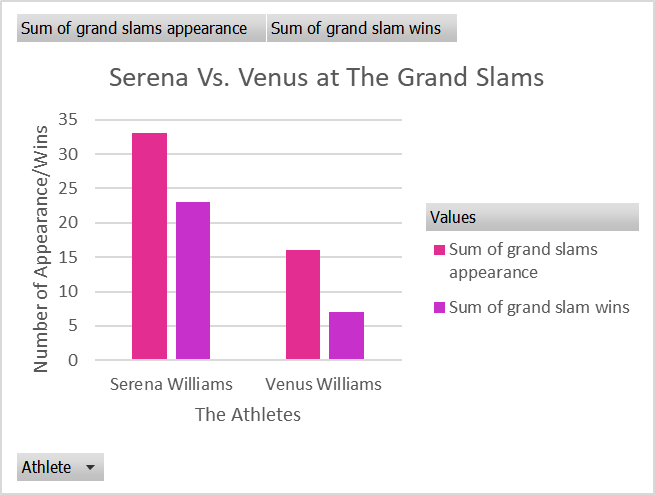 Sum of grand slams appearance Sum of grand slam wins
Serena Vs. Venus at The Grand Slams
Number of Appearance/Wins
35
30
25
20
15
10
5
0
Serena Williams Venus Williams
The Athletes
Values
Sum of grand slams
appearance
Sum of grand slam wins
Athlete